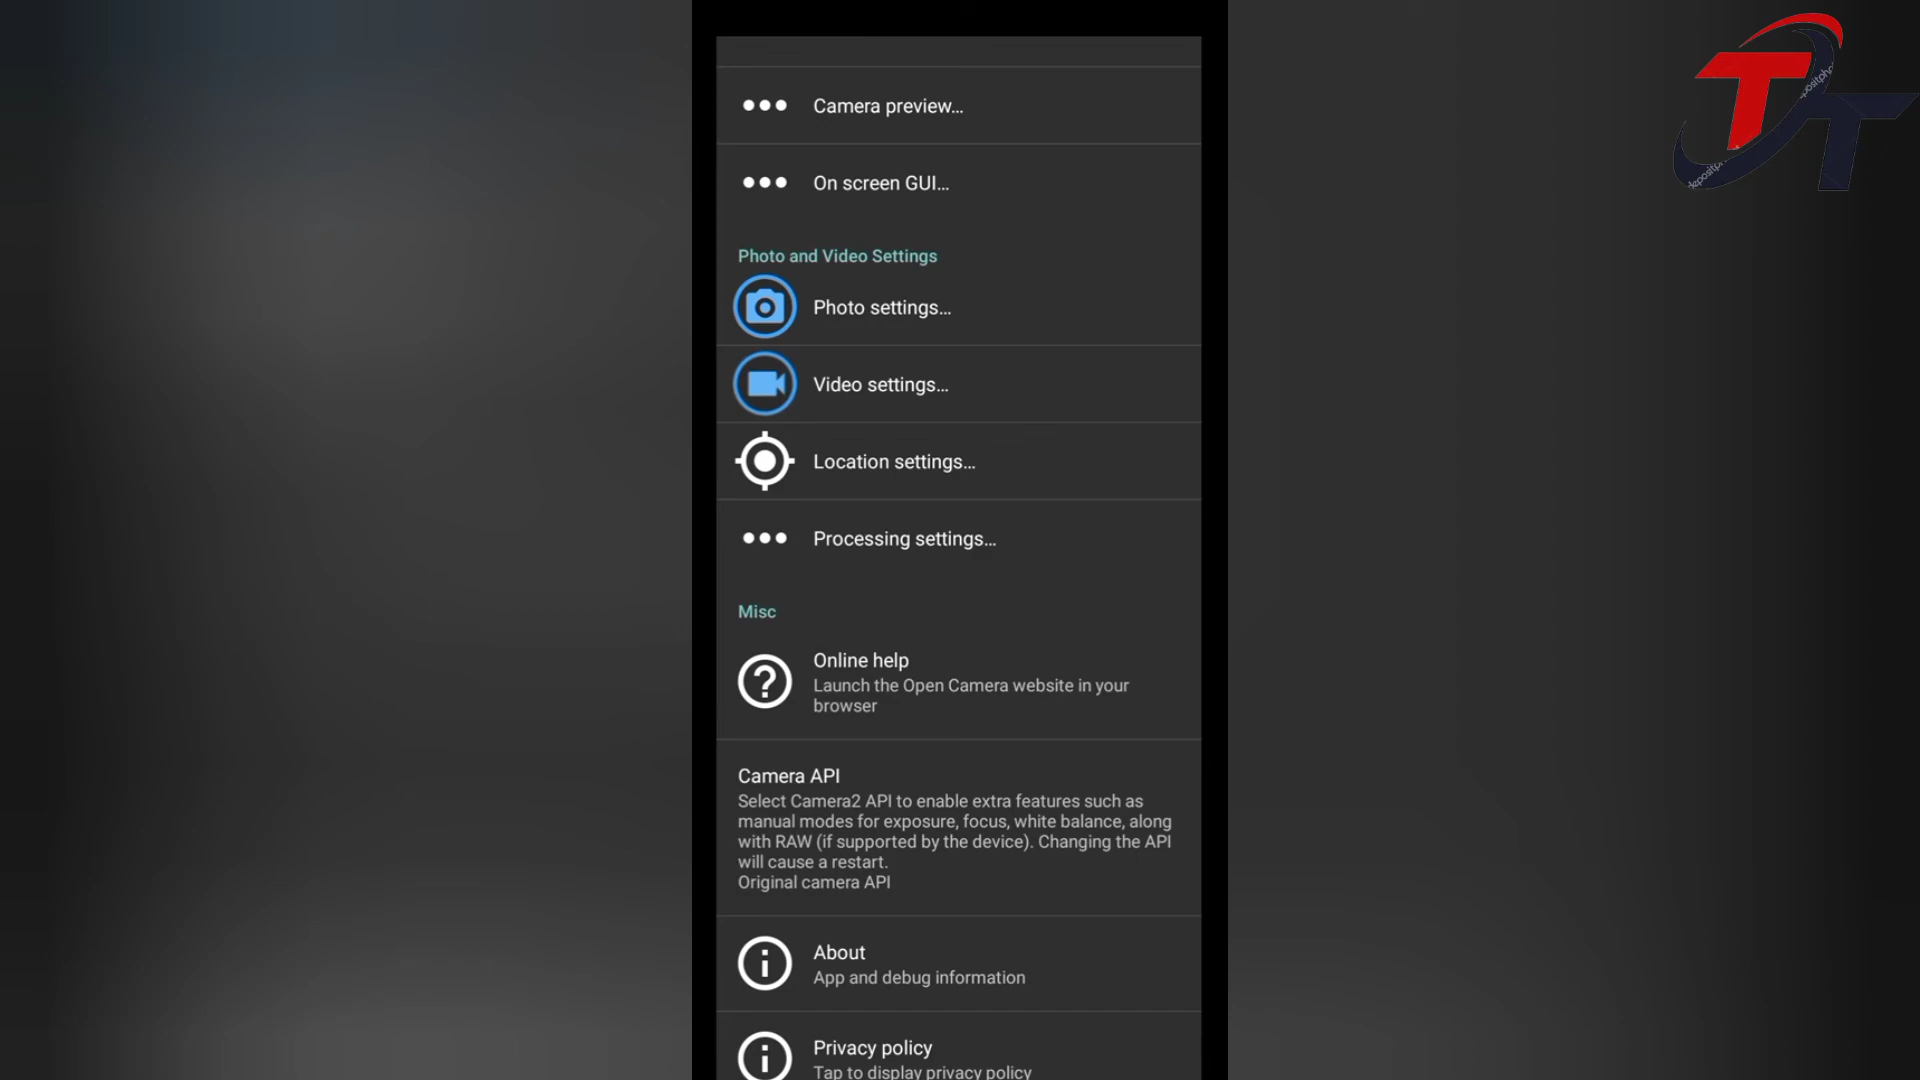 Camera preview...
On screen GUI...
Photo and Video Settings
Photo settings...
Video settings...
Location settings...
Processing settings...
Misc
Online help
Launch the Open Camera website in your
browser
Camera API
Select Camera2 API to enable extra features such as
manual modes for exposure, focus, white balance, along
with RAW (if supported by the device). Changing the API
will cause a restart.
Original camera API
About
App and debug information
Privacy policy
Tap to display privacy policy
TT